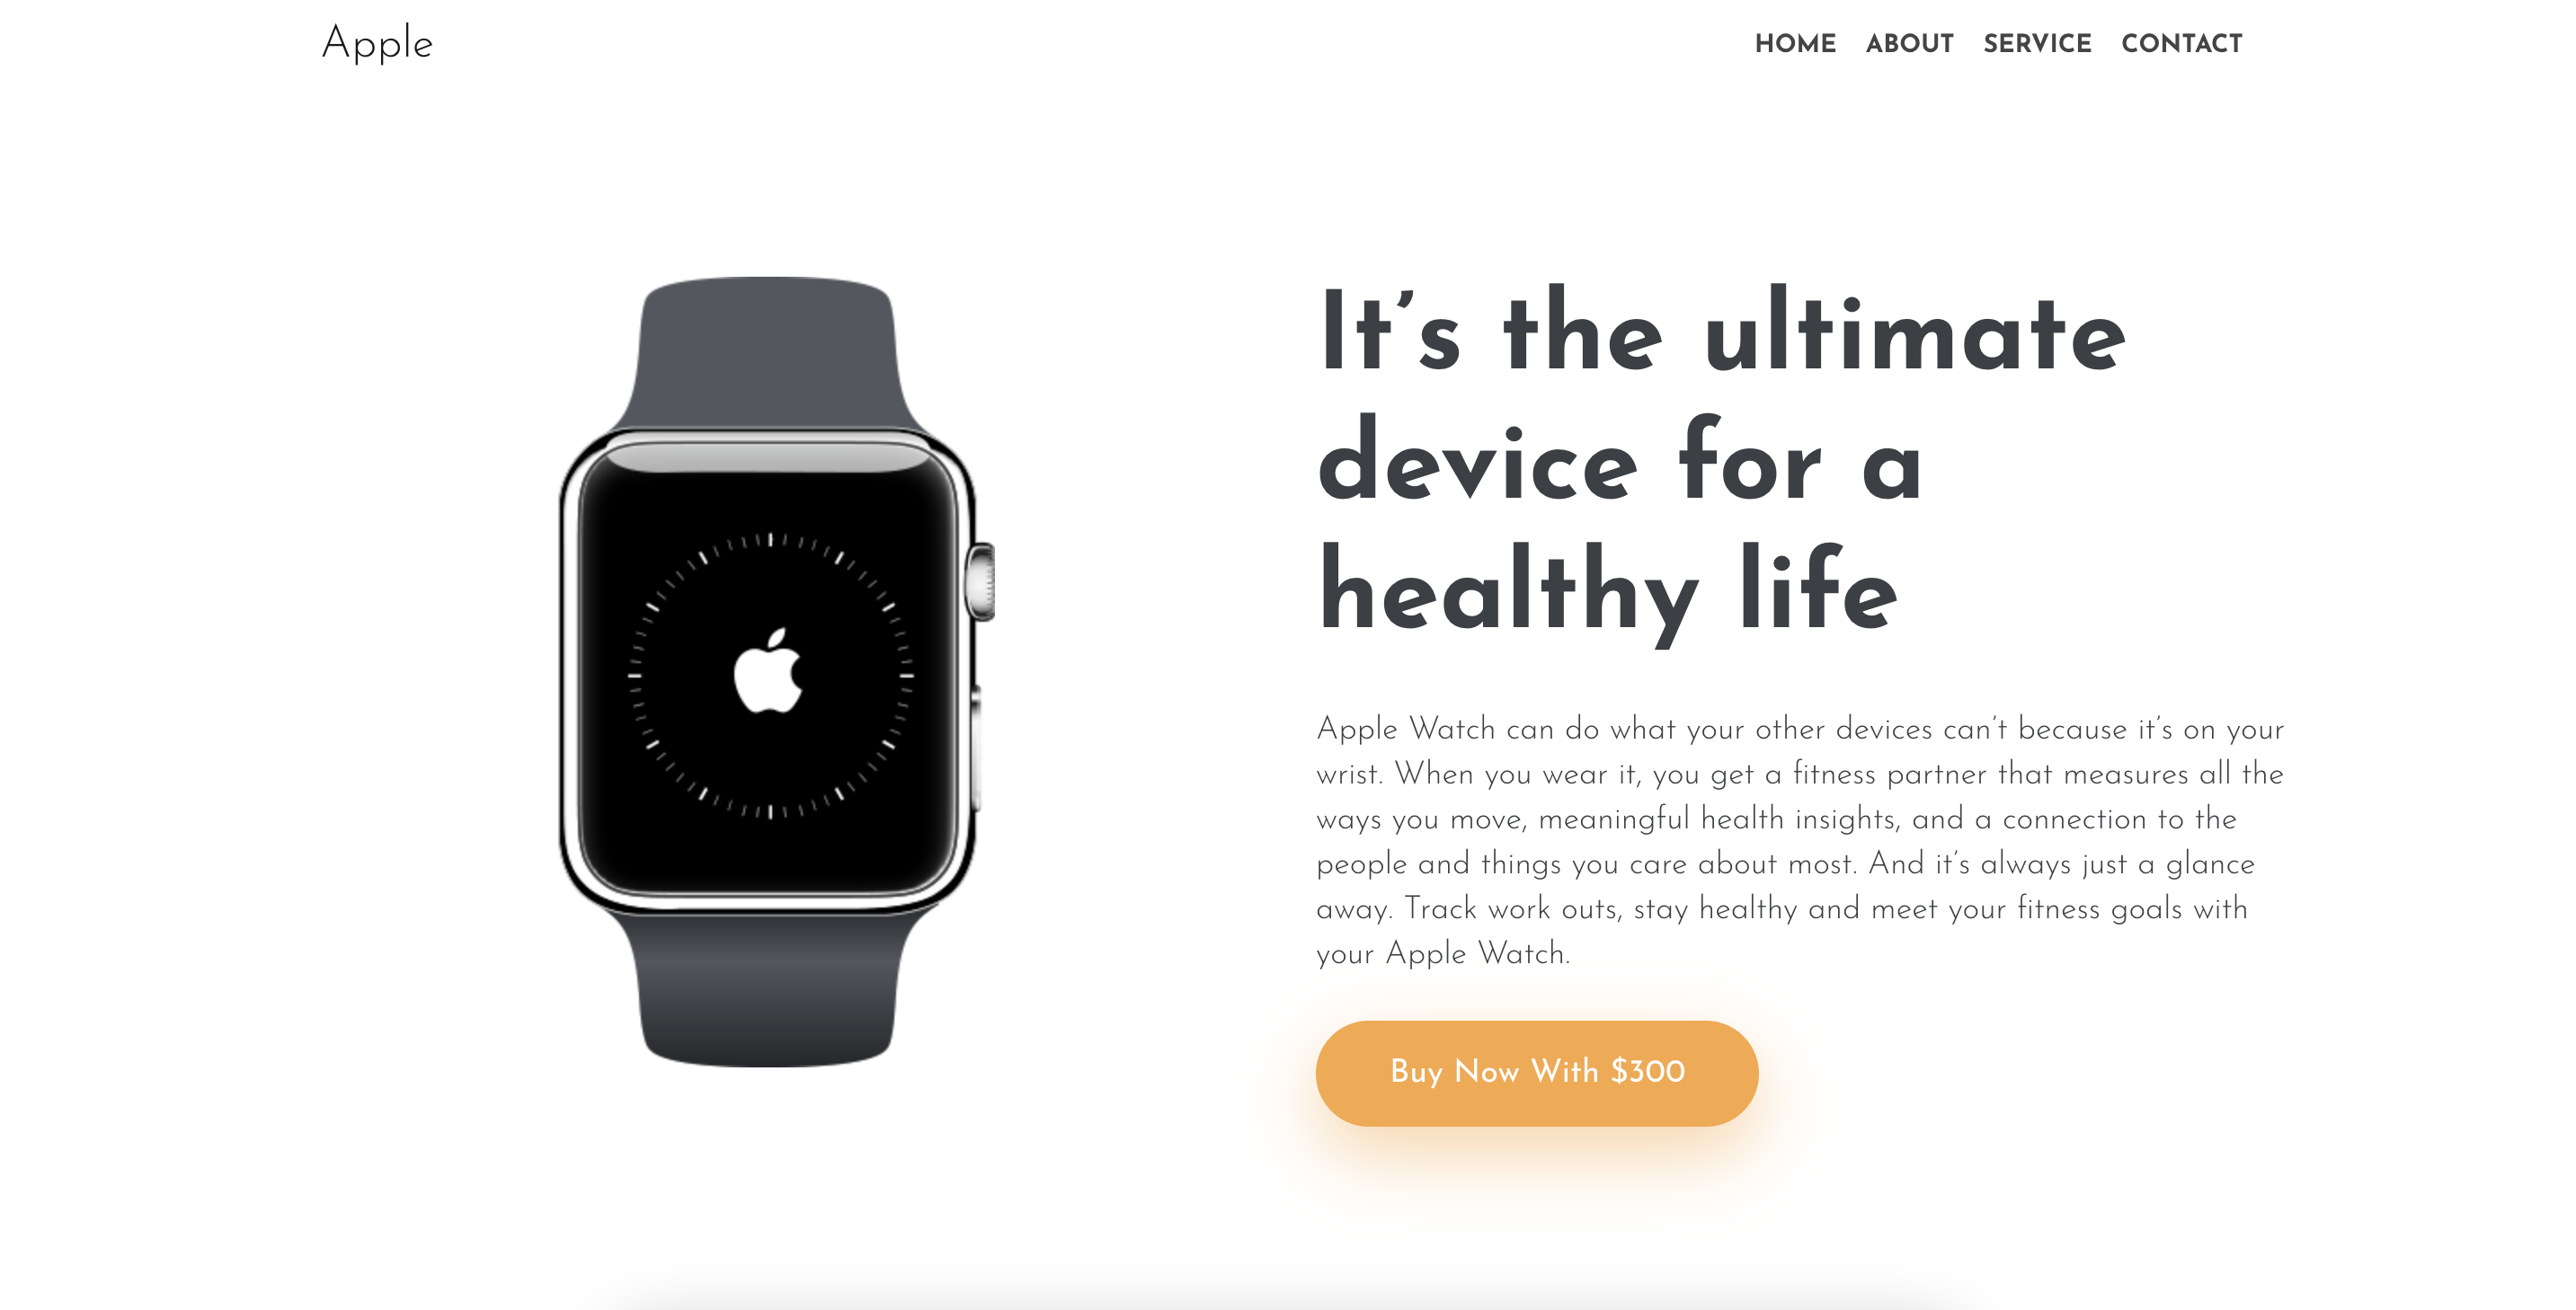 Apple
HOME ABOUT SERVICE CONTACT
It’s the ultimate
device for a
healthy life
Apple Watch can do what your other devices can’t because it’s on your
wrist. When you wear it, you get a fitness partner that measures all the
ways you move, meaningful health insights, and a connection to the
people and things you care about most. And it’s always just a glance
away. Track work outs, stay healthy and meet your fitness goals with
your Apple Watch.
Buy Now With $300